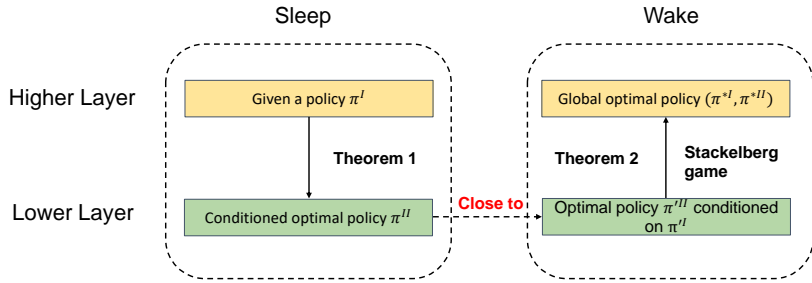 Sleep
Wake
Higher Layer
Given a policy π^I
Global optimal policy (π*^I, π*^II)
Theorem 1
Theorem 2
Stackelberg
game
Lower Layer
Conditioned optimal policy π^II
Close to
Optimal policy π′^II conditioned
on π′^I